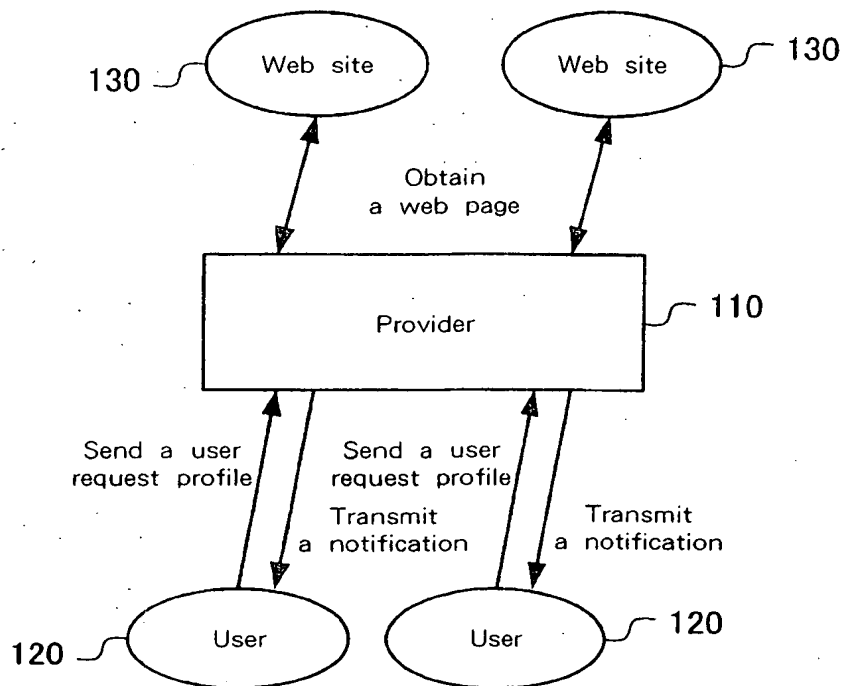 Web site
Web site
130
130
Obtain
a web page
Provider
110
Send a user
request profile
Send a user
request profile
Transmit
a notification
Transmit
a notification
User
User
120
120